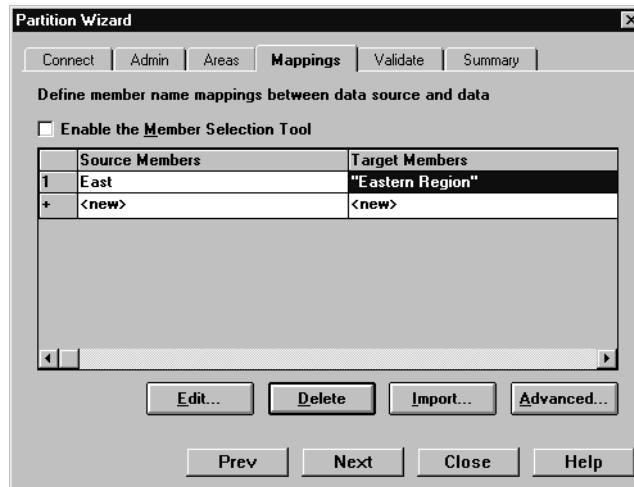 Partition Wizard
Connect Admin Areas Mappings Validate Summary
Define member name mappings between data source and data
Enable the Member Selection Tool
Source Members Target Members
1 East "Eastern Region"
+ <new> <new>
Edit... Delete Import... Advanced...
Prev Next Close Help